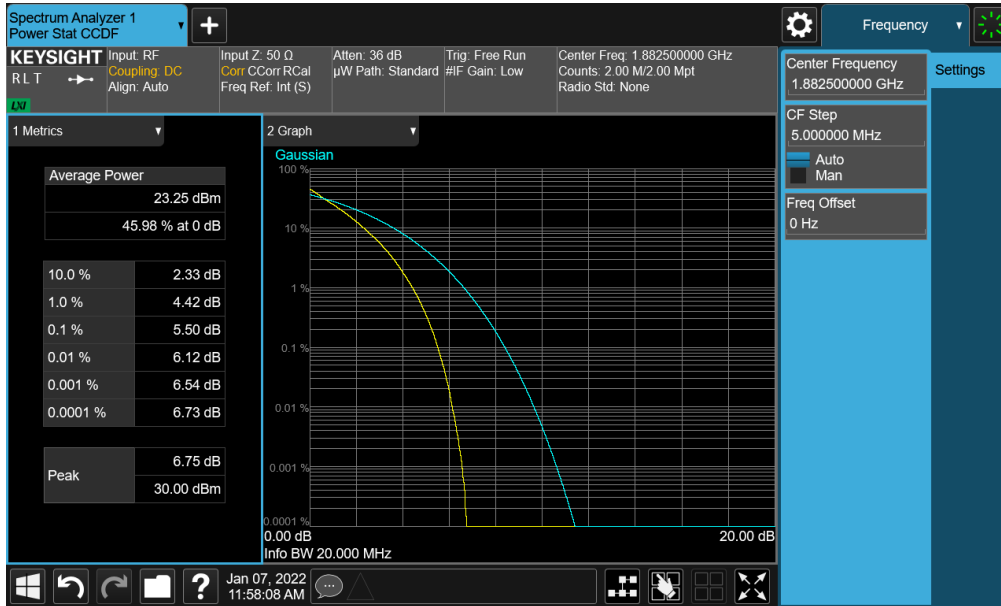 Spectrum Analyzer 1
Power Stat CCDF
Frequency
KEYSIGHT
R L T
LXI
Input: RF
Coupling: DC
Align: Auto
Input Z: 50 Ω
Corr CCorr RCal
Freq Ref: Int (S)
Atten: 36 dB
µW Path: Standard
Trig: Free Run
#IF Gain: Low
Center Freq: 1.882500000 GHz
Counts: 2.00 M/2.00 Mpt
Radio Std: None
Center Frequency
1.882500000 GHz
Settings
CF Step
5.000000 MHz
Auto
Man
Freq Offset
0 Hz
1 Metrics
Average Power
23.25 dBm
45.98 % at 0 dB
10.0 % 2.33 dB
1.0 % 4.42 dB
0.1 % 5.50 dB
0.01 % 6.12 dB
0.001 % 6.54 dB
0.0001 % 6.73 dB
Peak
6.75 dB
30.00 dBm
2 Graph
Gaussian
100 %
10 %
1 %
0.1 %
0.01 %
0.001 %
0.0001 %
0.00 dB 20.00 dB
Info BW 20.000 MHz
?
Jan 07, 2022
11:58:08 AM